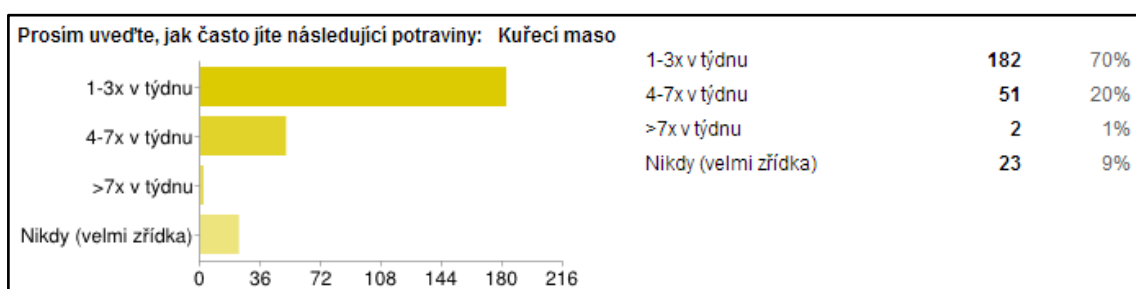 Prosím uveďte, jak často jíte následující potraviny: Kuřecí maso
1-3x v týdnu
4-7x v týdnu
>7x v týdnu
Nikdy (velmi zřídka)
0 36 72 108 144 180 216
1-3x v týdnu 182 70%
4-7x v týdnu 51 20%
>7x v týdnu 2 1%
Nikdy (velmi zřídka) 23 9%